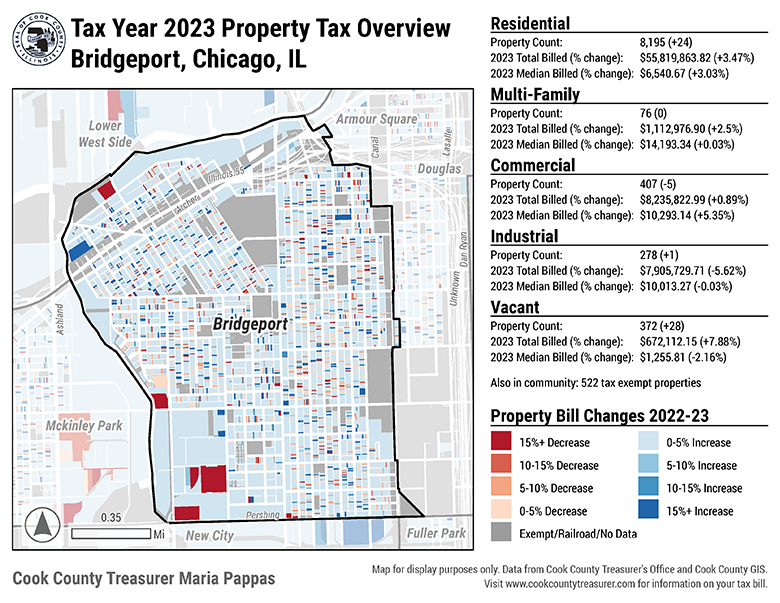 SEAL OF COOK COUNTY
ILLINOIS
Tax Year 2023 Property Tax Overview
Bridgeport, Chicago, IL
Residential
Property Count: 8,195 (+24)
2023 Total Billed (% change): $55,819,863.82 (+3.47%)
2023 Median Billed (% change): $6,540.67 (+3.03%)
Multi-Family
Property Count: 76 (0)
2023 Total Billed (% change): $1,112,976.90 (+2.5%)
2023 Median Billed (% change): $14,193.34 (+0.03%)
Commercial
Property Count: 407 (-5)
2023 Total Billed (% change): $8,235,822.99 (+0.89%)
2023 Median Billed (% change): $10,293.14 (+5.35%)
Industrial
Property Count: 278 (+1)
2023 Total Billed (% change): $7,905,729.71 (-5.62%)
2023 Median Billed (% change): $10,013.27 (-0.03%)
Vacant
Property Count: 372 (+28)
2023 Total Billed (% change): $672,112.15 (+7.88%)
2023 Median Billed (% change): $1,255.81 (-2.16%)
Also in community: 522 tax exempt properties
Property Bill Changes 2022-23
15%+ Decrease
10-15% Decrease
5-10% Decrease
0-5% Decrease
Exempt/Railroad/No Data
0-5% Increase
5-10% Increase
10-15% Increase
15%+ Increase
Lower
West Side
Armour Square
Canal
Lasalle
Douglas
Illinois 55
Archer
Unknown Dan Ryan
Ashland
Bridgeport
Mckinley Park
0.35
Mi
Pershing
New City
Fuller Park
Cook County Treasurer Maria Pappas
Map for display purposes only. Data from Cook County Treasurer's Office and Cook County GIS.
Visit www.cookcountytreasurer.com for information on your tax bill.